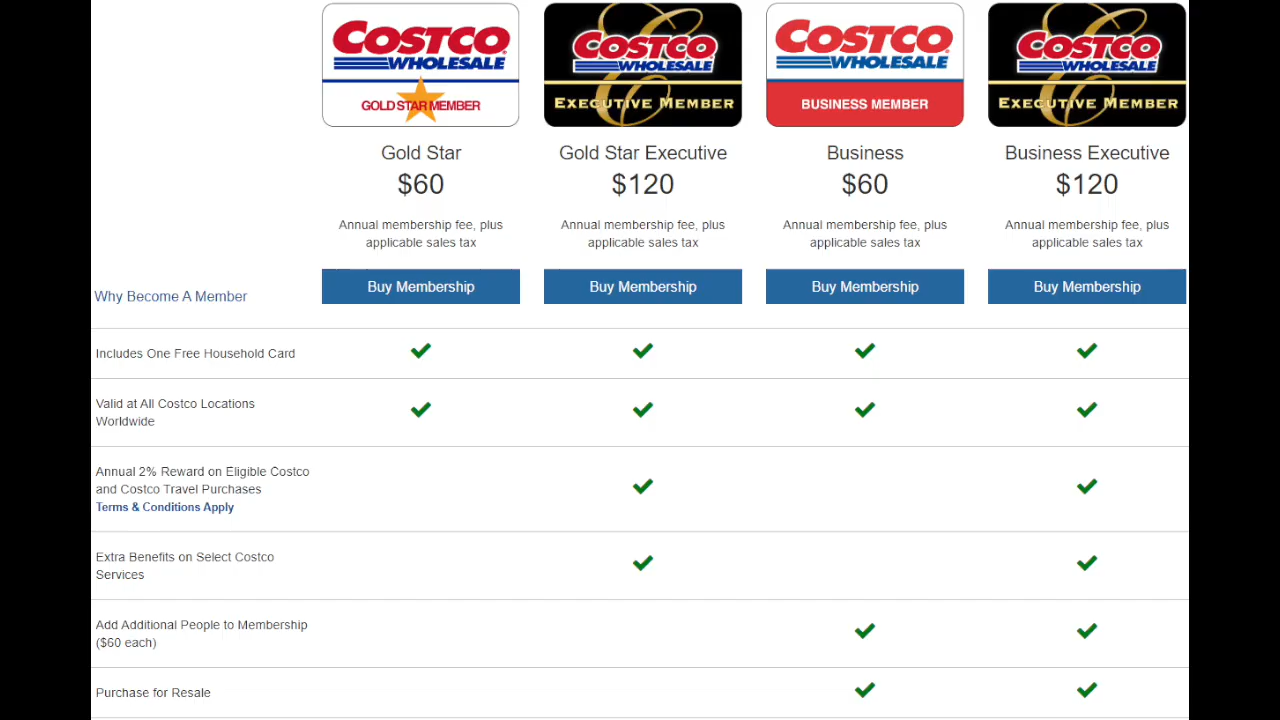 COSTCO
WHOLESALE
GOLD STAR MEMBER
COSTCO
WHOLESALE
EXECUTIVE MEMBER
COSTCO
WHOLESALE
BUSINESS MEMBER
COSTCO
WHOLESALE
EXECUTIVE MEMBER
Gold Star
$60
Annual membership fee, plus
applicable sales tax
Buy Membership
Gold Star Executive
$120
Annual membership fee, plus
applicable sales tax
Buy Membership
Business
$60
Annual membership fee, plus
applicable sales tax
Buy Membership
Business Executive
$120
Annual membership fee, plus
applicable sales tax
Buy Membership
Why Become A Member
Includes One Free Household Card
Valid at All Costco Locations
Worldwide
Annual 2% Reward on Eligible Costco
and Costco Travel Purchases
Terms & Conditions Apply
Extra Benefits on Select Costco
Services
Add Additional People to Membership
($60 each)
Purchase for Resale